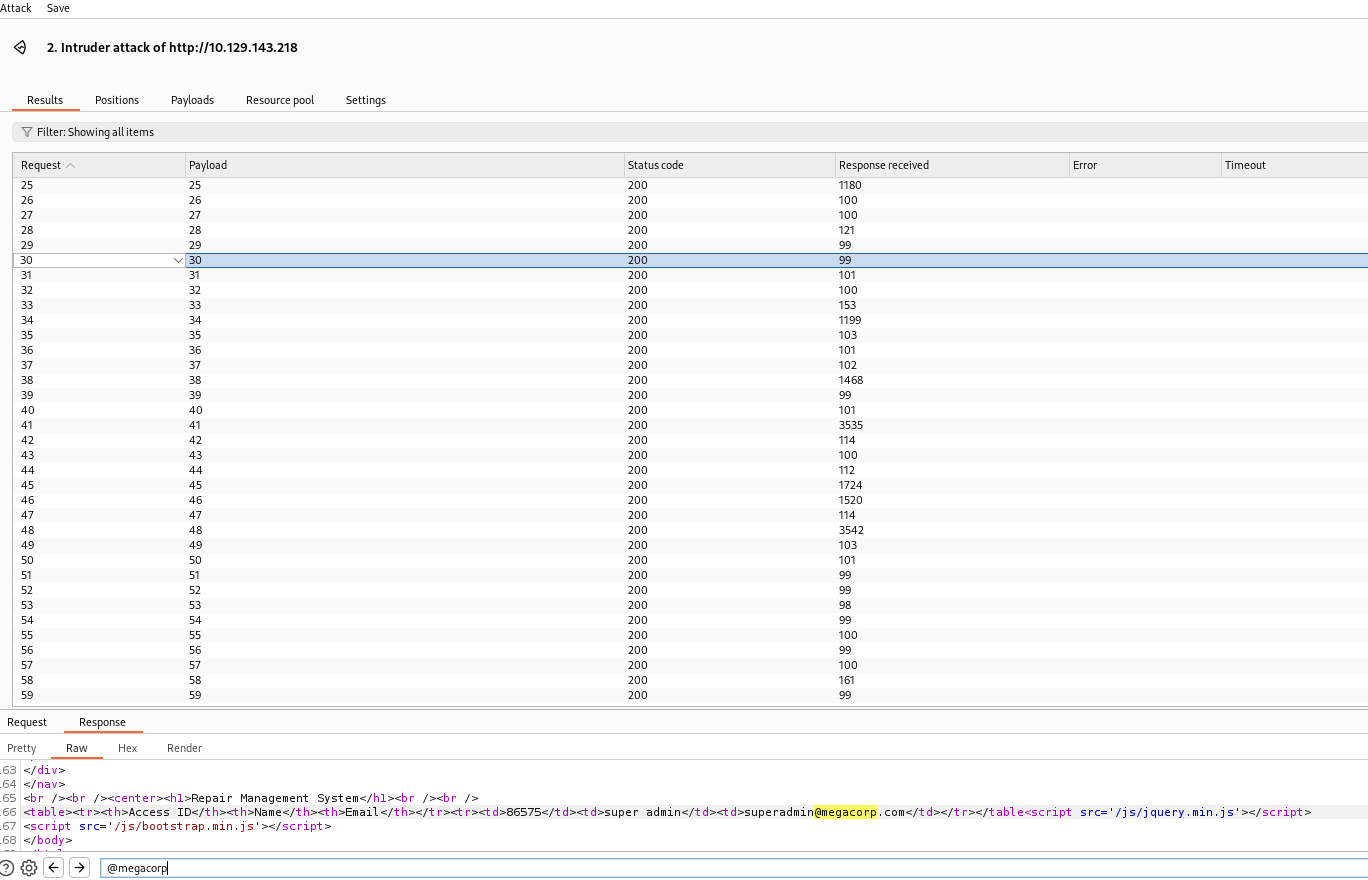 Attack Save
2. Intruder attack of http://10.129.143.218
Results Positions Payloads Resource pool Settings
Filter: Showing all items
Request Payload Status code Response received Error Timeout
25 25 200 1180
26 26 200 100
27 27 200 100
28 28 200 121
29 29 200 99
30 30 200 99
31 31 200 101
32 32 200 100
33 33 200 153
34 34 200 1199
35 35 200 103
36 36 200 101
37 37 200 102
38 38 200 1468
39 39 200 99
40 40 200 101
41 41 200 3535
42 42 200 114
43 43 200 100
44 44 200 112
45 45 200 1724
46 46 200 1520
47 47 200 114
48 48 200 3542
49 49 200 103
50 50 200 101
51 51 200 99
52 52 200 99
53 53 200 98
54 54 200 99
55 55 200 100
56 56 200 99
57 57 200 100
58 58 200 161
59 59 200 99
Request Response
Pretty Raw Hex Render
63 </div>
64 </nav>
65 <br /><br /><center><h1>Repair Management System</h1><br /><br />
66 <table><tr><th>Access ID</th><th>Name</th><th>Email</th></tr><tr><td>86575</td><td>super admin</td><td>superadmin@megacorp.com</td></tr></table<script src='/js/jquery.min.js'></script>
67 <script src='/js/bootstrap.min.js'></script>
68 </body>
@megacorp